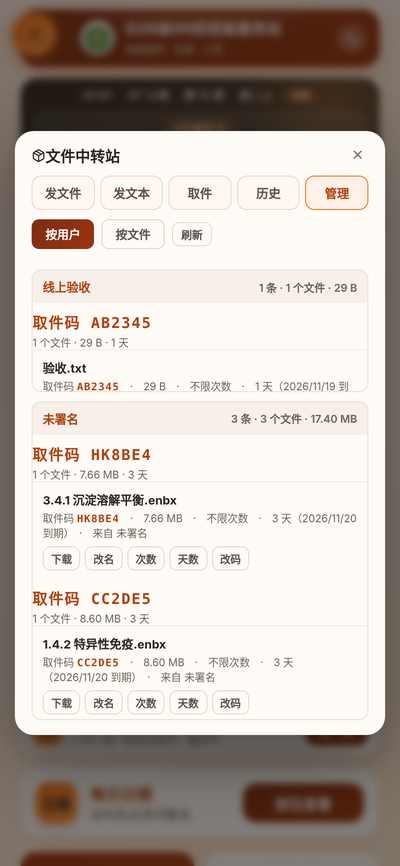 文件中转站
发文件 发文本 取件 历史 管理
按用户 按文件 刷新
线上验收 1 条 · 1 个文件 · 29 B
取件码 AB2345
1 个文件 · 29 B · 1 天
验收.txt
取件码 AB2345 · 29 B · 不限次数 · 1 天（2026/11/19 到
未署名 3 条 · 3 个文件 · 17.40 MB
取件码 HK8BE4
1 个文件 · 7.66 MB · 3 天
3.4.1 沉淀溶解平衡.enbx
取件码 HK8BE4 · 7.66 MB · 不限次数 · 3 天（2026/11/20
到期） · 来自 未署名
下载 改名 次数 天数 改码
取件码 CC2DE5
1 个文件 · 8.60 MB · 3 天
1.4.2 特异性免疫.enbx
取件码 CC2DE5 · 8.60 MB · 不限次数 · 3 天
（2026/11/20 到期） · 来自 未署名
下载 改名 次数 天数 改码